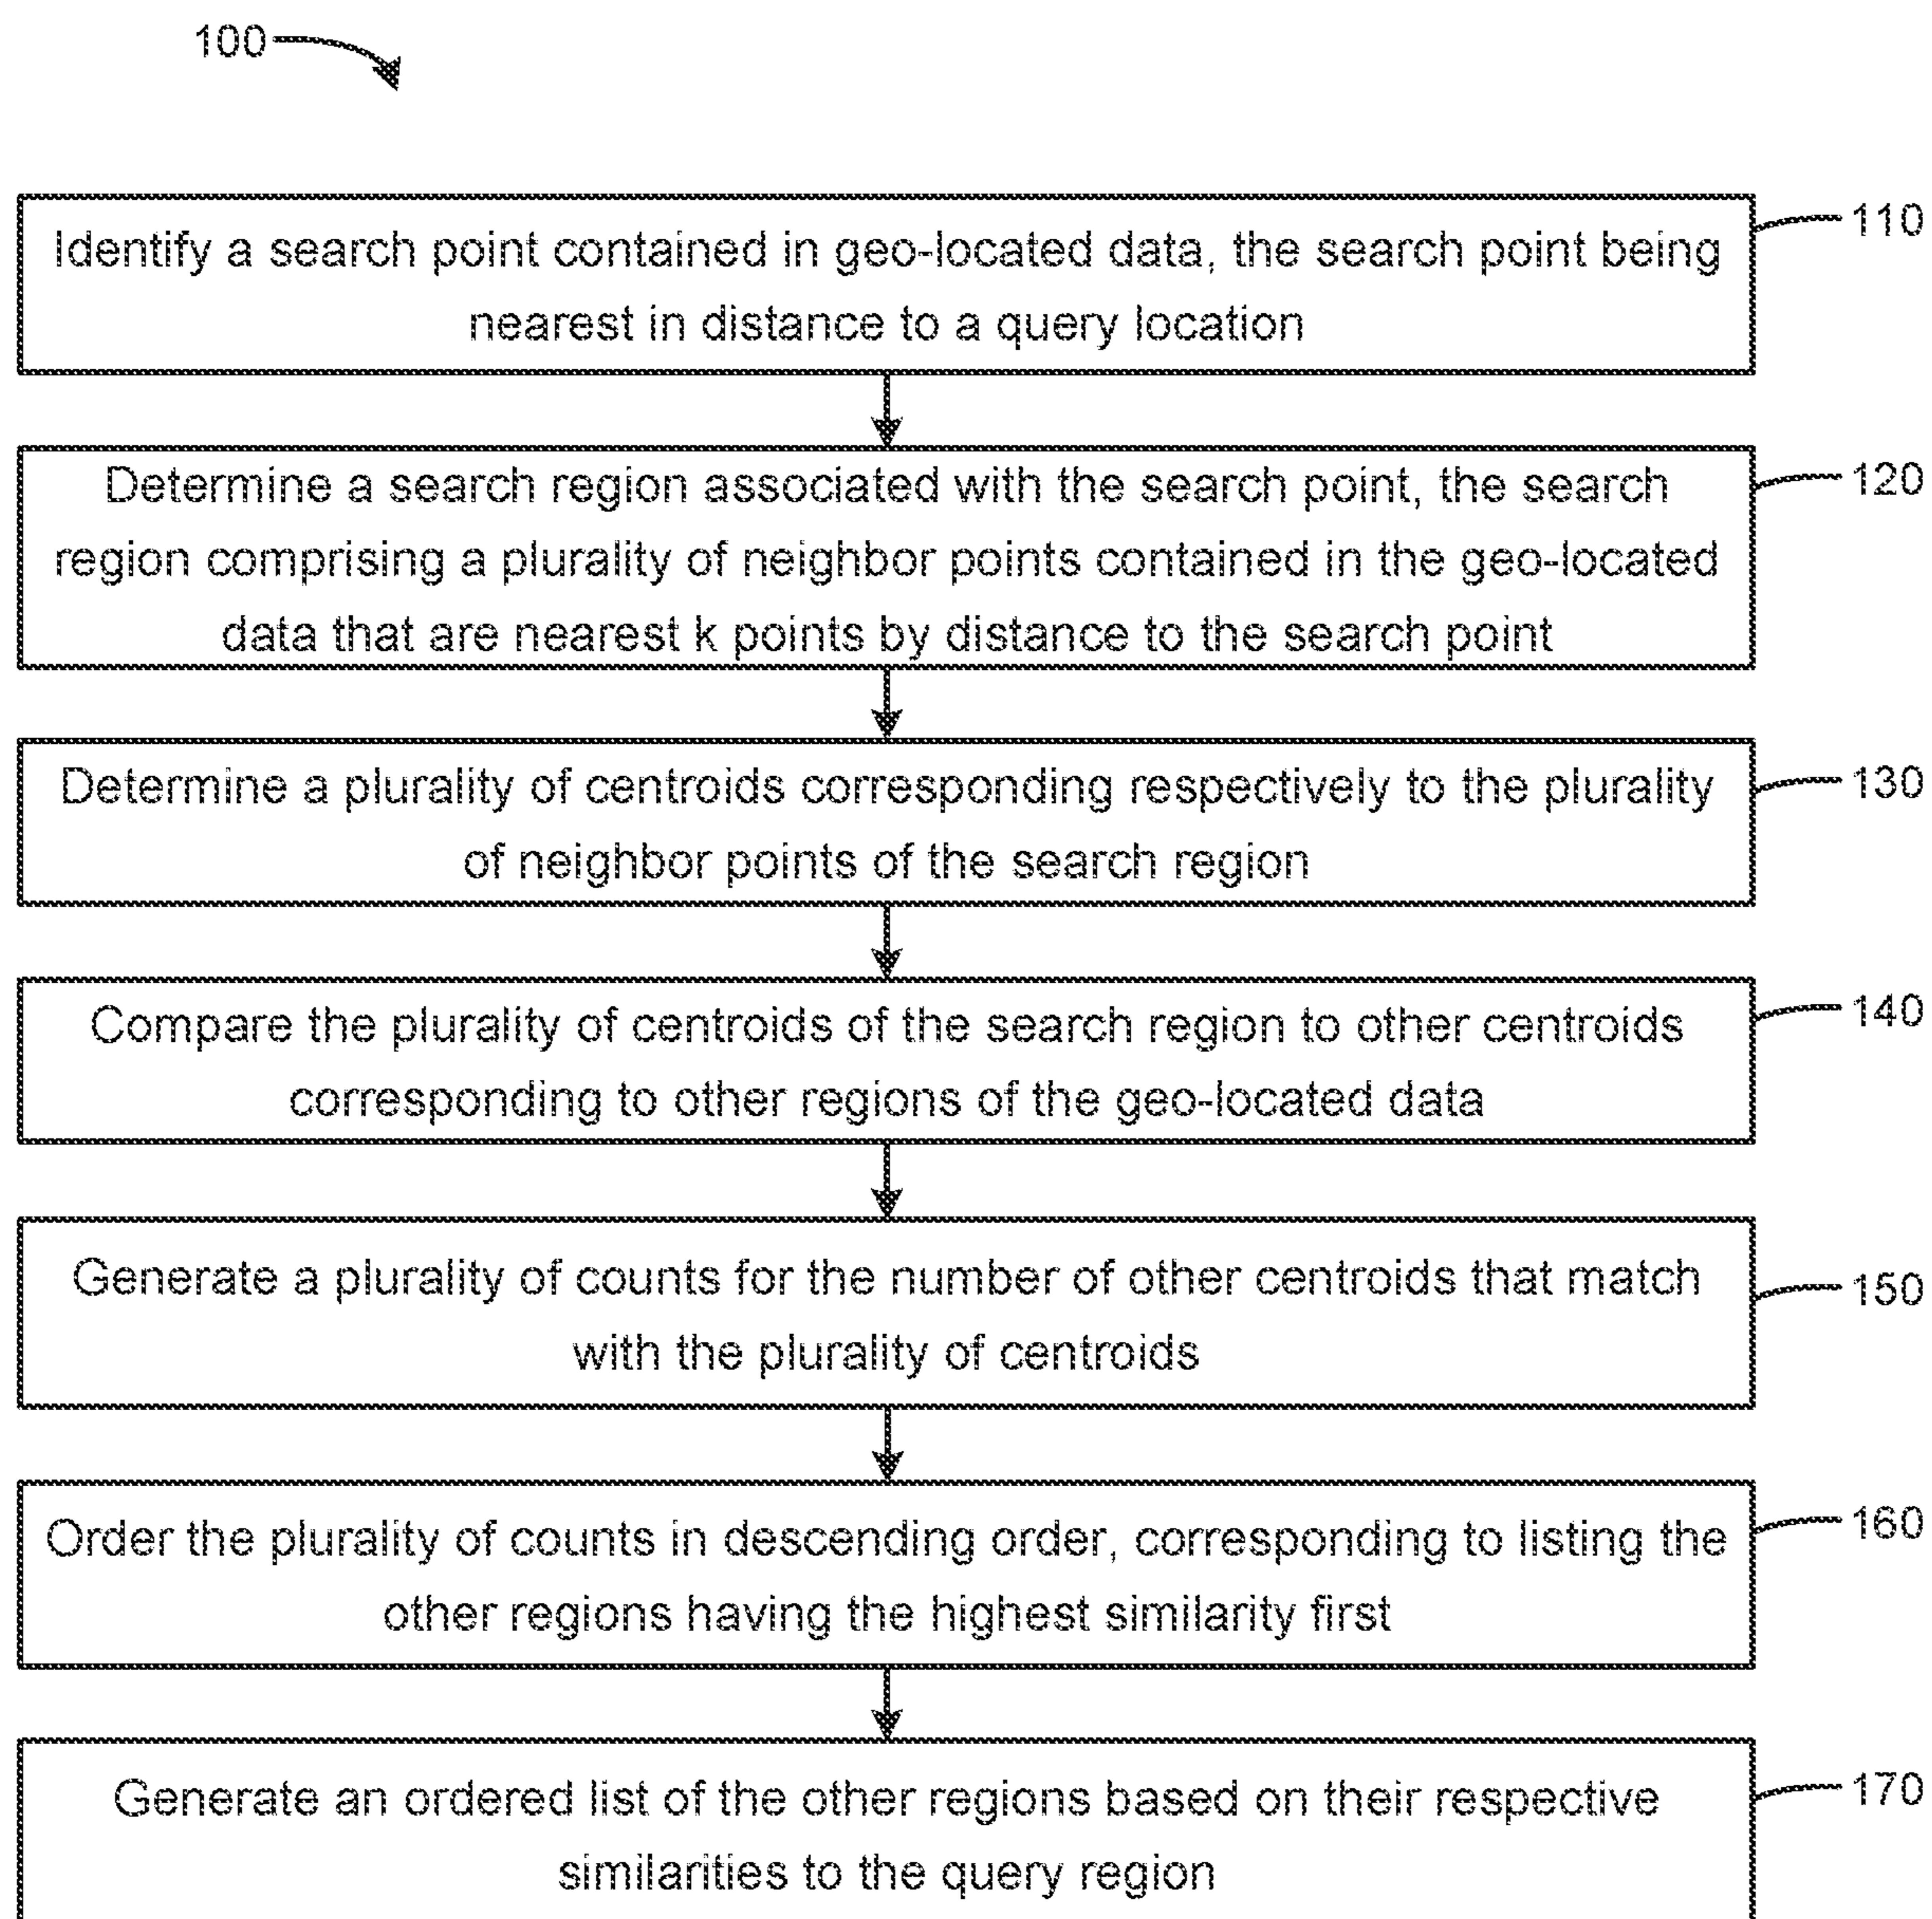 100
Identify a search point contained in geo-located data, the search point being
nearest in distance to a query location
110
Determine a search region associated with the search point, the search
region comprising a plurality of neighbor points contained in the geo-located
data that are nearest k points by distance to the search point
120
Determine a plurality of centroids corresponding respectively to the plurality
of neighbor points of the search region
130
Compare the plurality of centroids of the search region to other centroids
corresponding to other regions of the geo-located data
140
Generate a plurality of counts for the number of other centroids that match
with the plurality of centroids
150
Order the plurality of counts in descending order, corresponding to listing the
other regions having the highest similarity first
160
Generate an ordered list of the other regions based on their respective
similarities to the query region
170